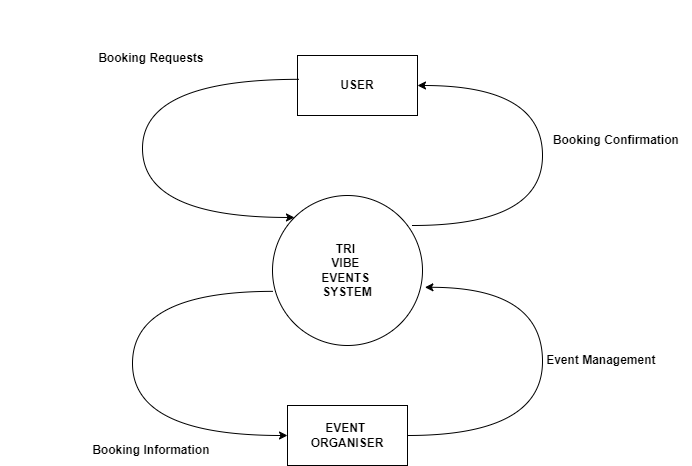 Booking Requests
USER
Booking Confirmation
TRI
VIBE
EVENTS
SYSTEM
Event Management
EVENT
ORGANISER
Booking Information